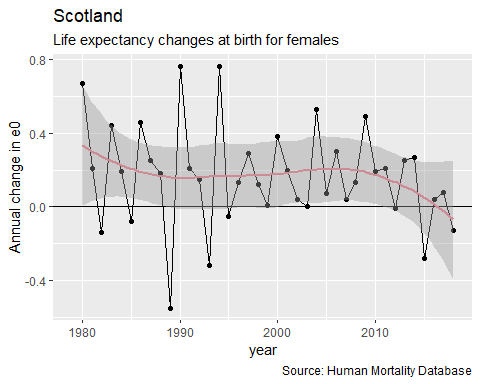 Scotland
Life expectancy changes at birth for females
0.8
0.4
0.0
-0.4
Annual change in e0
1980
1990
2000
2010
year
Source: Human Mortality Database